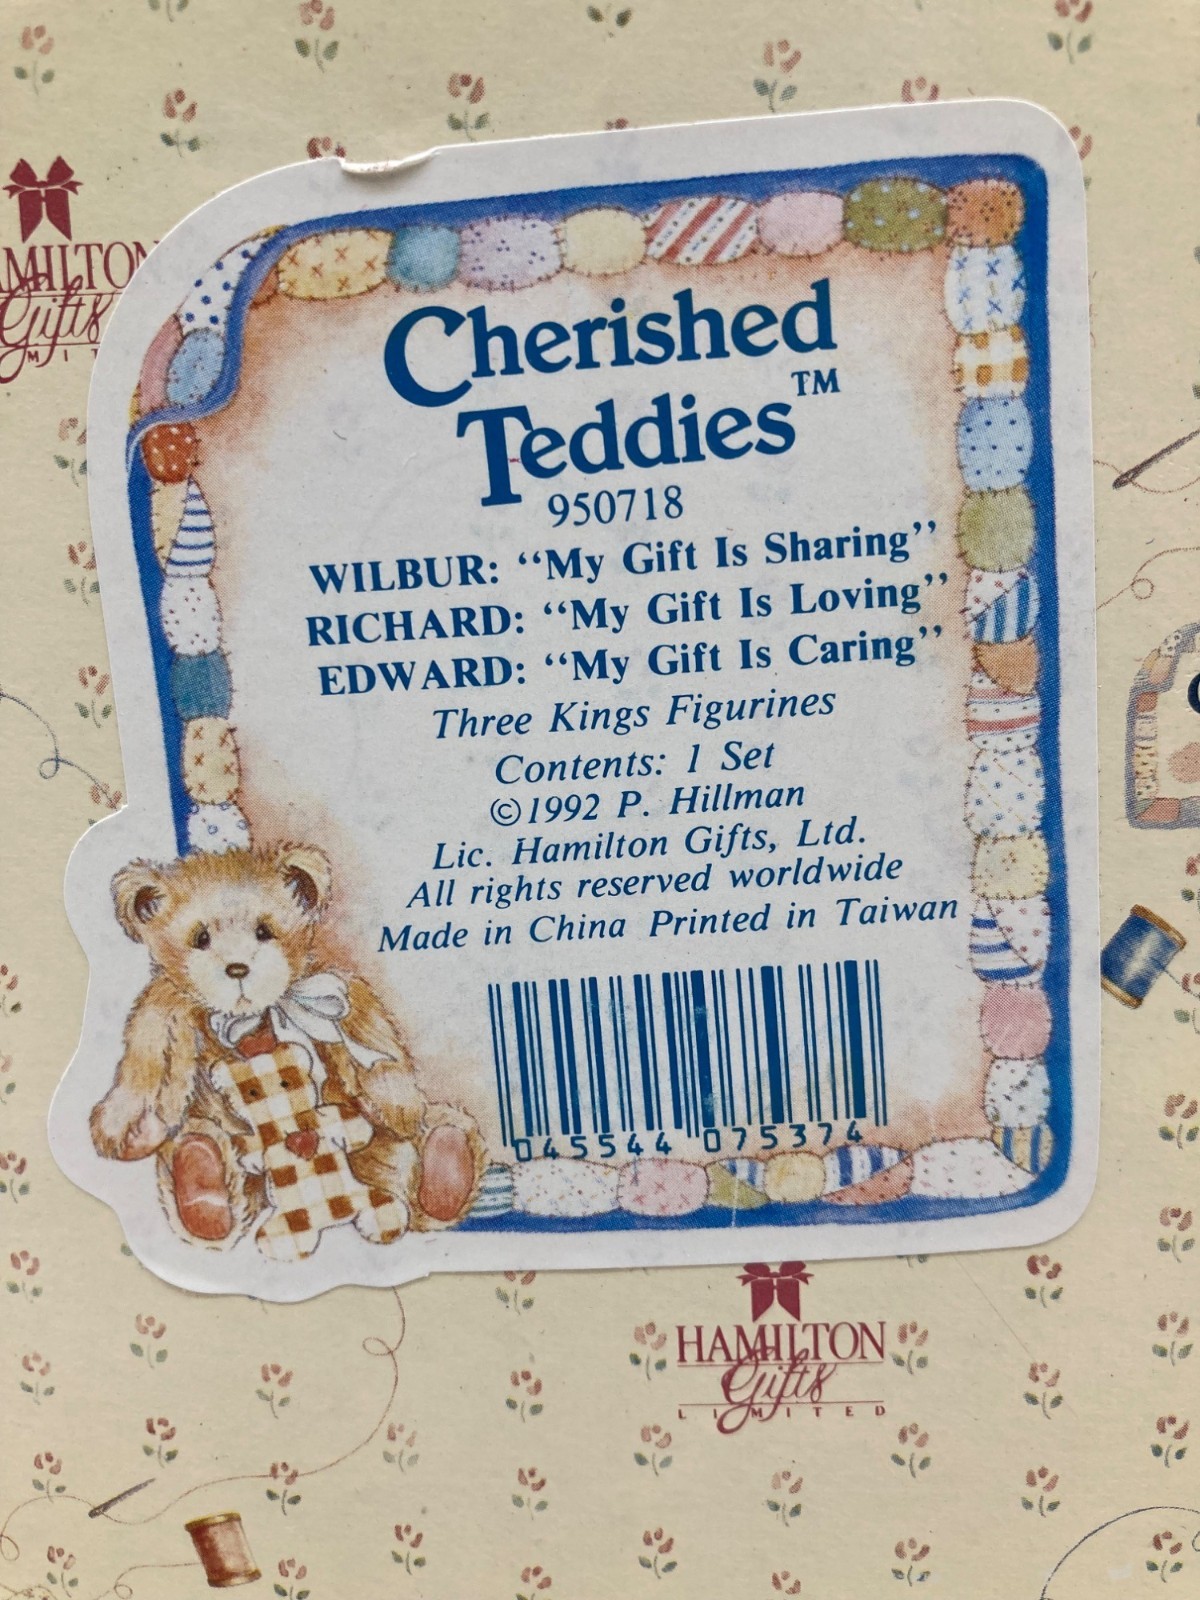 HAMILTON
Gifts
Cherished
Teddies™
950718
WILBUR: “My Gift Is Sharing”
RICHARD: “My Gift Is Loving”
EDWARD: “My Gift Is Caring”
Three Kings Figurines
Contents: 1 Set
©1992 P. Hillman
Lic. Hamilton Gifts, Ltd.
All rights reserved worldwide
Made in China Printed in Taiwan
045544 075374
HAMILTON
Gifts
LIMITED